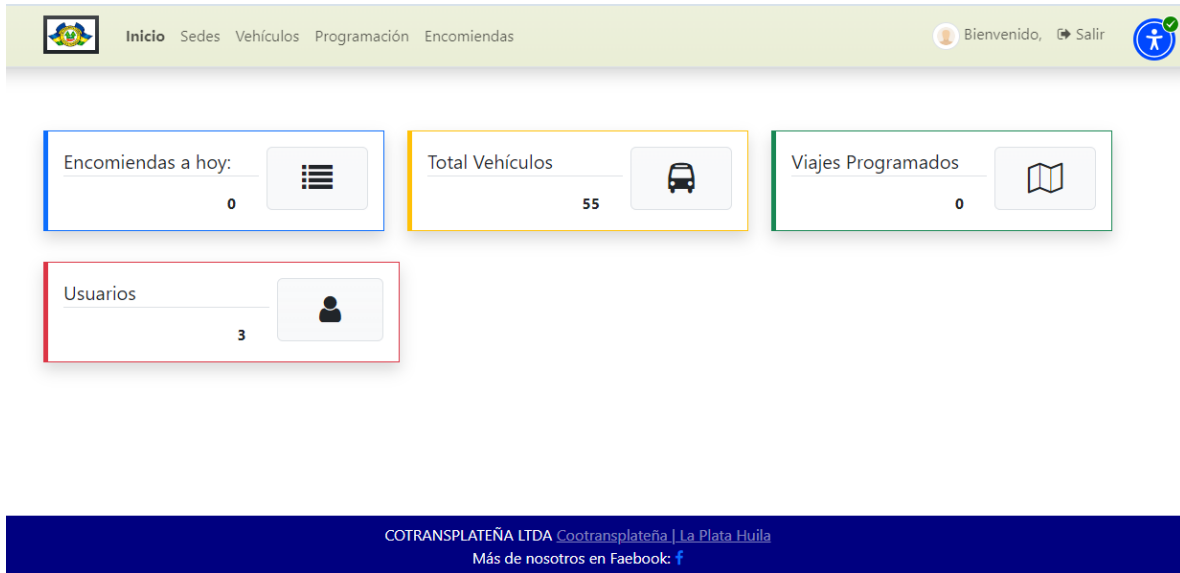 Inicio Sedes Vehículos Programación Encomiendas Bienvenido, Salir
Encomiendas a hoy:
0
Total Vehículos
55
Viajes Programados
0
Usuarios
3
COTRANSPLATEÑA LTDA Cootransplateña | La Plata Huila
Más de nosotros en Faebook: